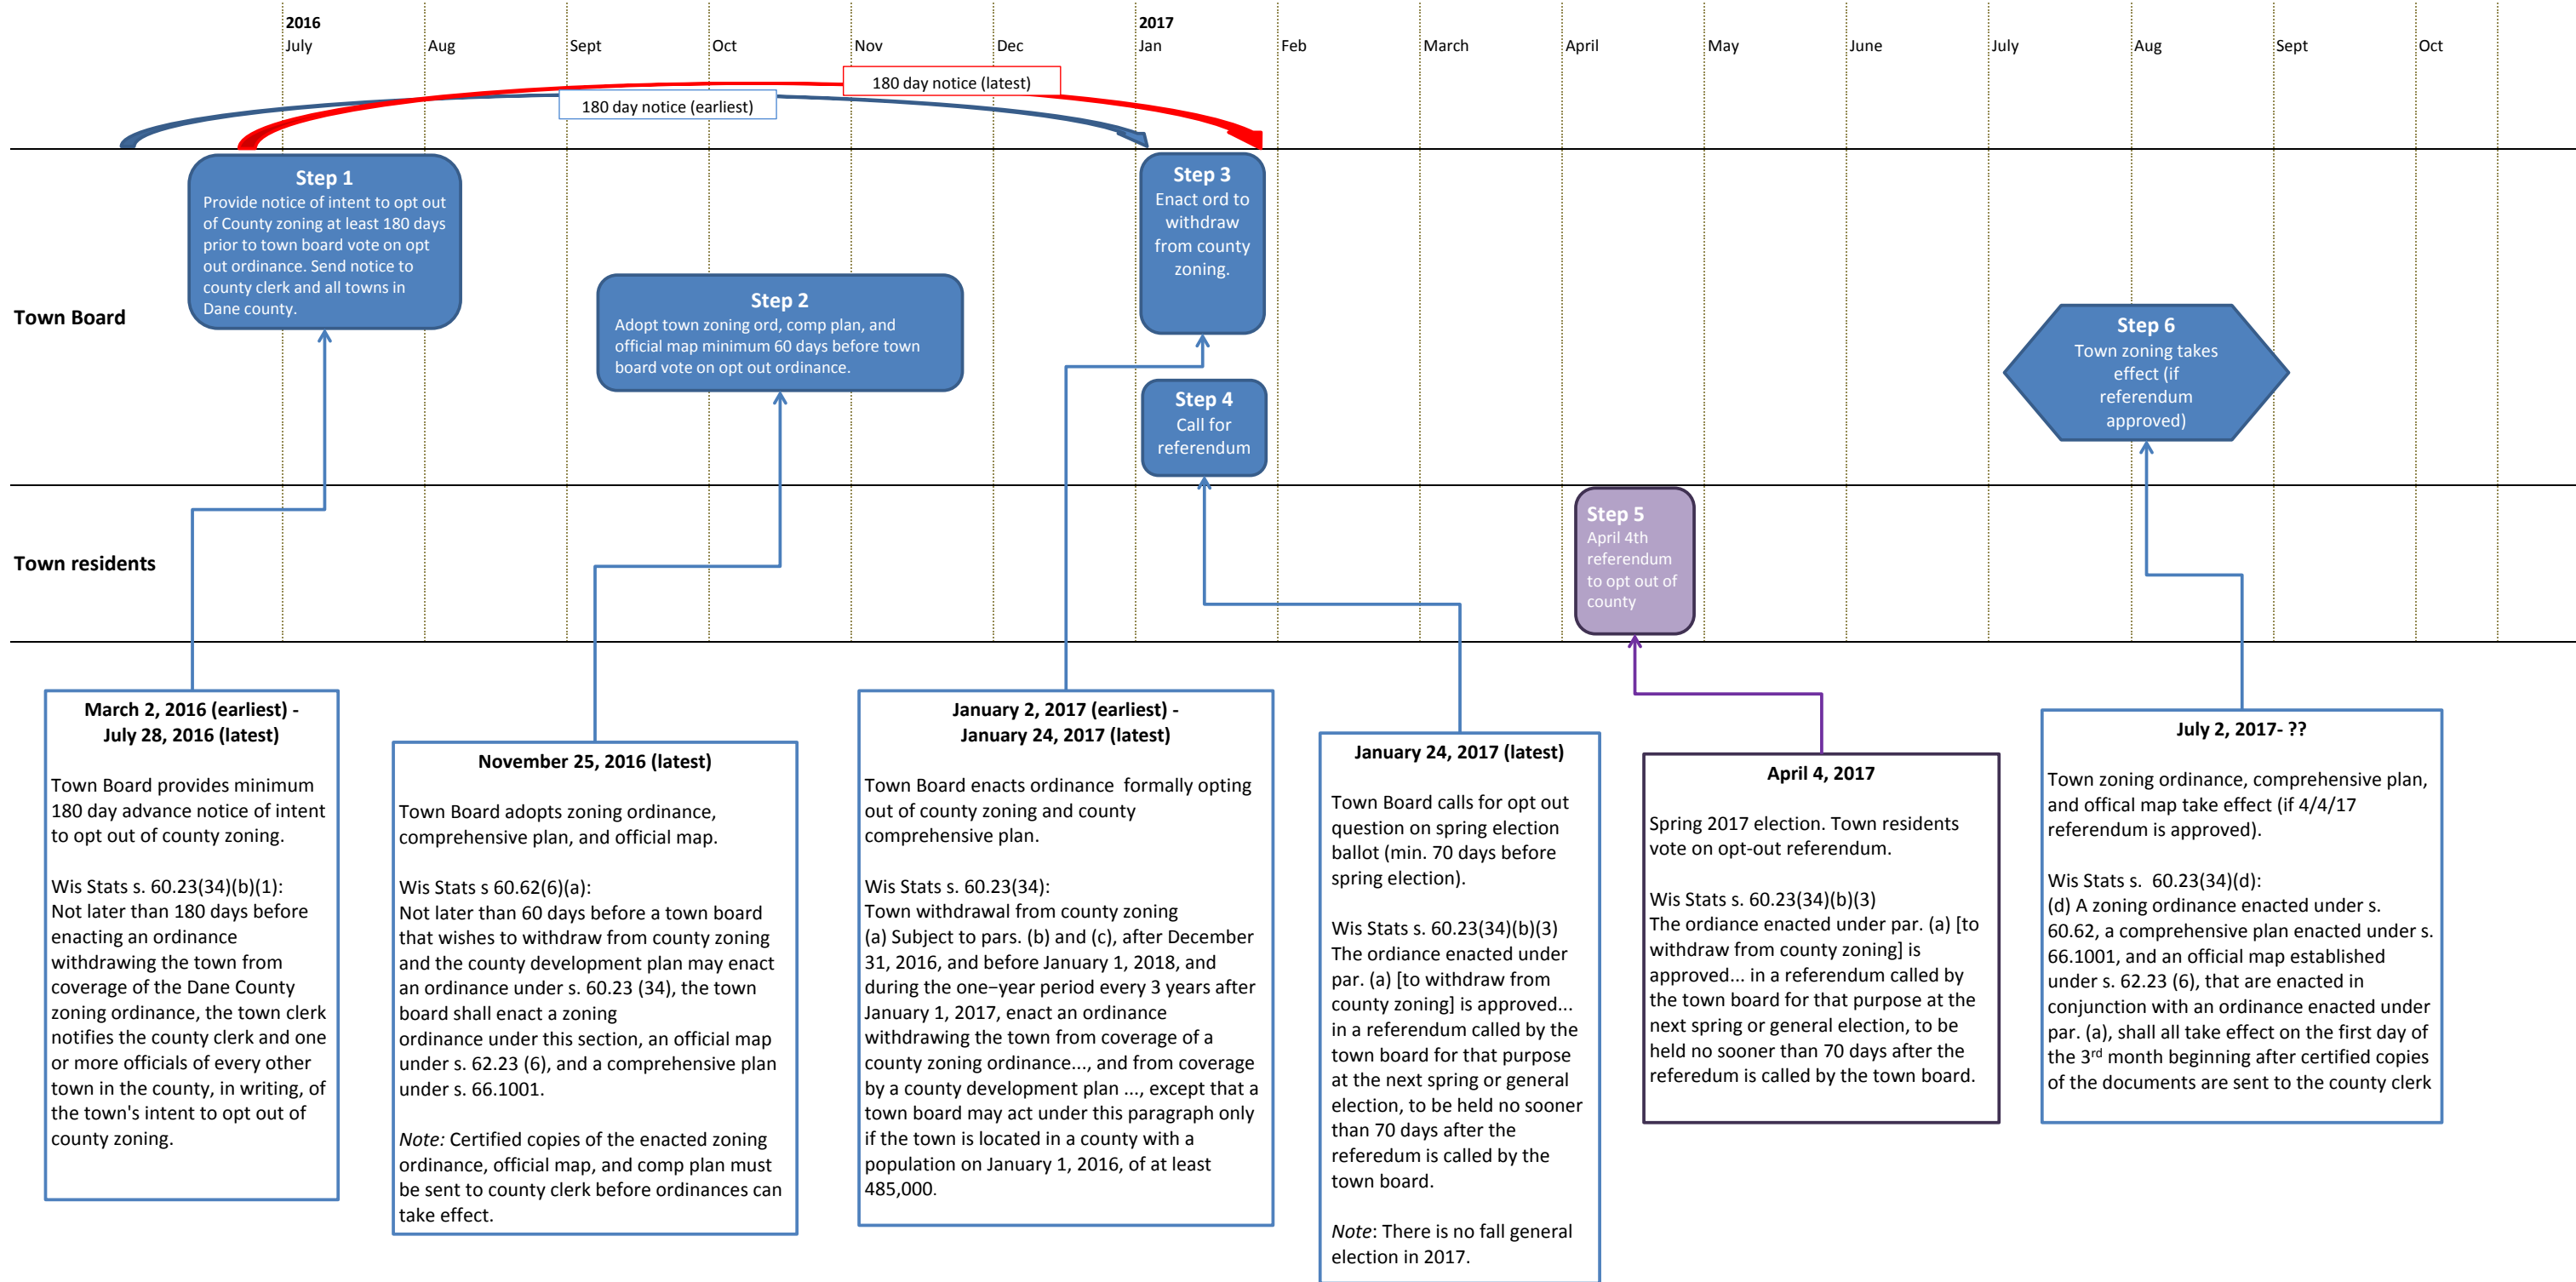 2016
July
Aug
Sept
Oct
Nov
Dec
2017
Jan
Feb
March
April
May
June
July
Aug
Sept
Oct
180 day notice (latest)
180 day notice (earliest)
Town Board
Step 1
Provide notice of intent to opt out
of County zoning at least 180 days
prior to town board vote on opt
out ordinance. Send notice to
county clerk and all towns in
Dane county.
Step 2
Adopt town zoning ord, comp plan, and
official map minimum 60 days before town
board vote on opt out ordinance.
Step 3
Enact ord to
withdraw
from county
zoning.
Step 4
Call for
referendum
Step 6
Town zoning takes
effect (if
referendum
approved)
Town residents
Step 5
April 4th
referendum
to opt out of
county
March 2, 2016 (earliest) -
July 28, 2016 (latest)
Town Board provides minimum
180 day advance notice of intent
to opt out of county zoning.
Wis Stats s. 60.23(34)(b)(1):
Not later than 180 days before
enacting an ordinance
withdrawing the town from
coverage of the Dane County
zoning ordinance, the town clerk
notifies the county clerk and one
or more officials of every other
town in the county, in writing, of
the town's intent to opt out of
county zoning.
November 25, 2016 (latest)
Town Board adopts zoning ordinance,
comprehensive plan, and official map.
Wis Stats s 60.62(6)(a):
Not later than 60 days before a town board
that wishes to withdraw from county zoning
and the county development plan may enact
an ordinance under s. 60.23 (34), the town
board shall enact a zoning
ordinance under this section, an official map
under s. 62.23 (6), and a comprehensive plan
under s. 66.1001.
Note: Certified copies of the enacted zoning
ordinance, official map, and comp plan must
be sent to county clerk before ordinances can
take effect.
January 2, 2017 (earliest) -
January 24, 2017 (latest)
Town Board enacts ordinance formally opting
out of county zoning and county
comprehensive plan.
Wis Stats s. 60.23(34):
Town withdrawal from county zoning
(a) Subject to pars. (b) and (c), after December
31, 2016, and before January 1, 2018, and
during the one–year period every 3 years after
January 1, 2017, enact an ordinance
withdrawing the town from coverage of a
county zoning ordinance..., and from coverage
by a county development plan ..., except that a
town board may act under this paragraph only
if the town is located in a county with a
population on January 1, 2016, of at least
485,000.
January 24, 2017 (latest)
Town Board calls for opt out
question on spring election
ballot (min. 70 days before
spring election).
Wis Stats s. 60.23(34)(b)(3)
The ordiance enacted under
par. (a) [to withdraw from
county zoning] is approved...
in a referendum called by the
town board for that purpose
at the next spring or general
election, to be held no sooner
than 70 days after the
referedum is called by the
town board.
Note: There is no fall general
election in 2017.
April 4, 2017
Spring 2017 election. Town residents
vote on opt-out referendum.
Wis Stats s. 60.23(34)(b)(3)
The ordiance enacted under par. (a) [to
withdraw from county zoning] is
approved... in a referendum called by
the town board for that purpose at the
next spring or general election, to be
held no sooner than 70 days after the
referedum is called by the town board.
July 2, 2017- ??
Town zoning ordinance, comprehensive plan,
and offical map take effect (if 4/4/17
referendum is approved).
Wis Stats s. 60.23(34)(d):
(d) A zoning ordinance enacted under s.
60.62, a comprehensive plan enacted under s.
66.1001, and an official map established
under s. 62.23 (6), that are enacted in
conjunction with an ordinance enacted under
par. (a), shall all take effect on the first day of
the 3rd month beginning after certified copies
of the documents are sent to the county clerk